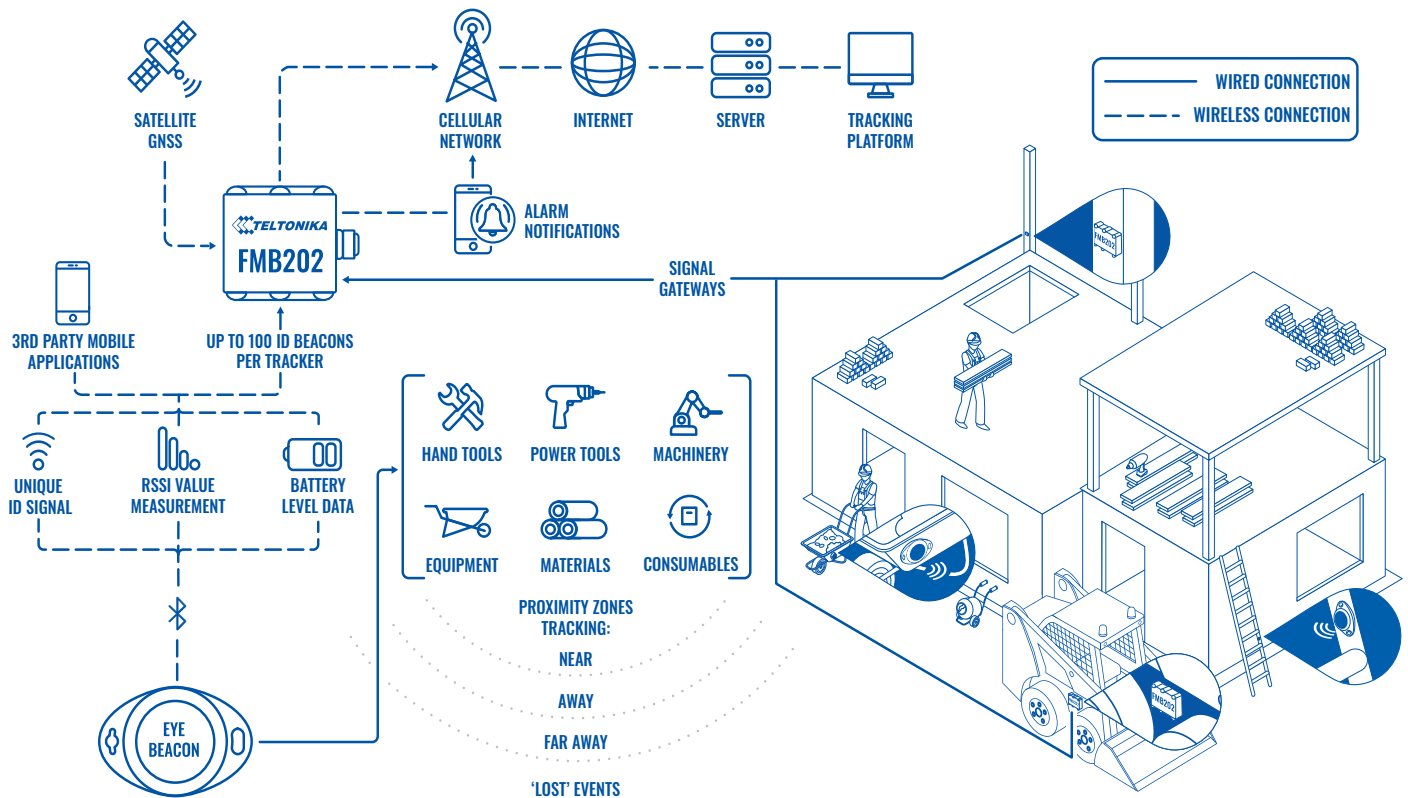 SATELLITE
GNSS
CELLULAR
NETWORK
INTERNET
SERVER
TRACKING
PLATFORM
WIRED CONNECTION
WIRELESS CONNECTION
TELTONIKA
FMB202
ALARM
NOTIFICATIONS
SIGNAL
GATEWAYS
FMB202
3RD PARTY MOBILE
APPLICATIONS
UP TO 100 ID BEACONS
PER TRACKER
UNIQUE
ID SIGNAL
RSSI VALUE
MEASUREMENT
BATTERY
LEVEL DATA
HAND TOOLS
POWER TOOLS
MACHINERY
EQUIPMENT
MATERIALS
CONSUMABLES
PROXIMITY ZONES
TRACKING:
NEAR
AWAY
FAR AWAY
‘LOST’ EVENTS
EYE
BEACON
FMB202